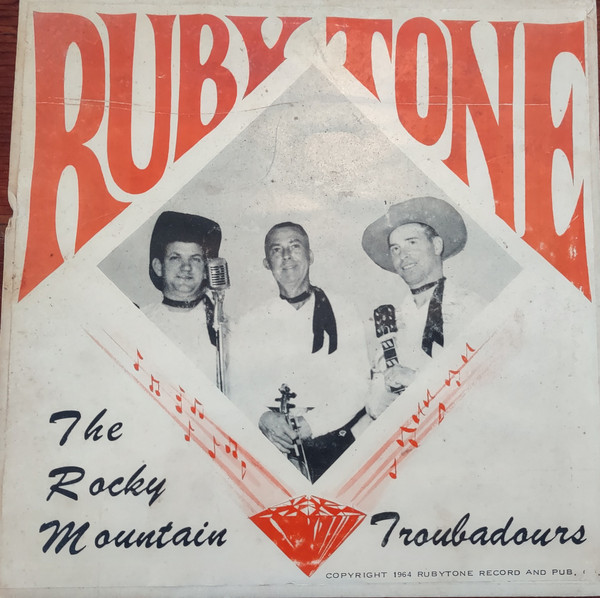 RUBYTONE
The
Rocky
Mountain Troubadours
COPYRIGHT 1964 RUBYTONE RECORD AND PUB.